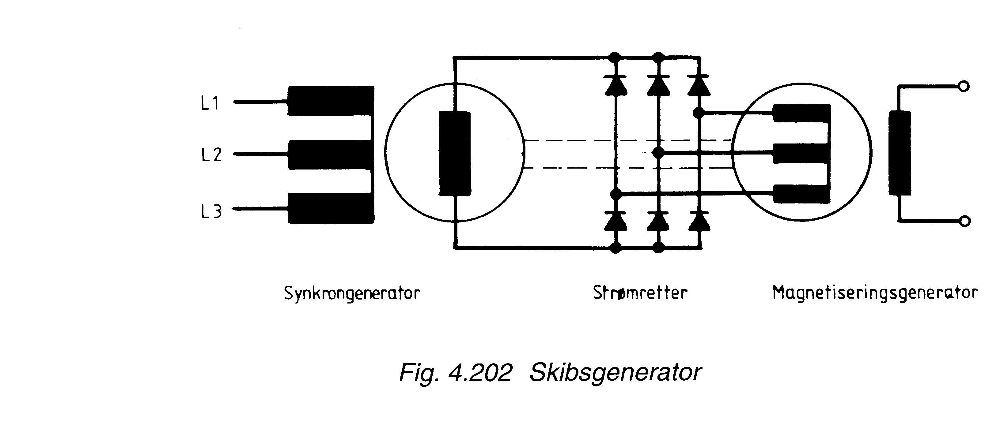 L1
L2
L3
Synkrongenerator
Strømretter
Magnetiseringsgenerator
Fig. 4.202 Skibsgenerator